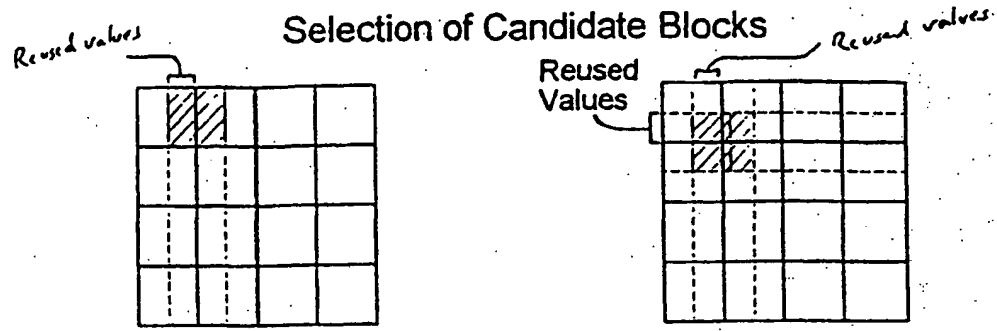 Selection of Candidate Blocks
Reused values
Reused values.
Reused
Values